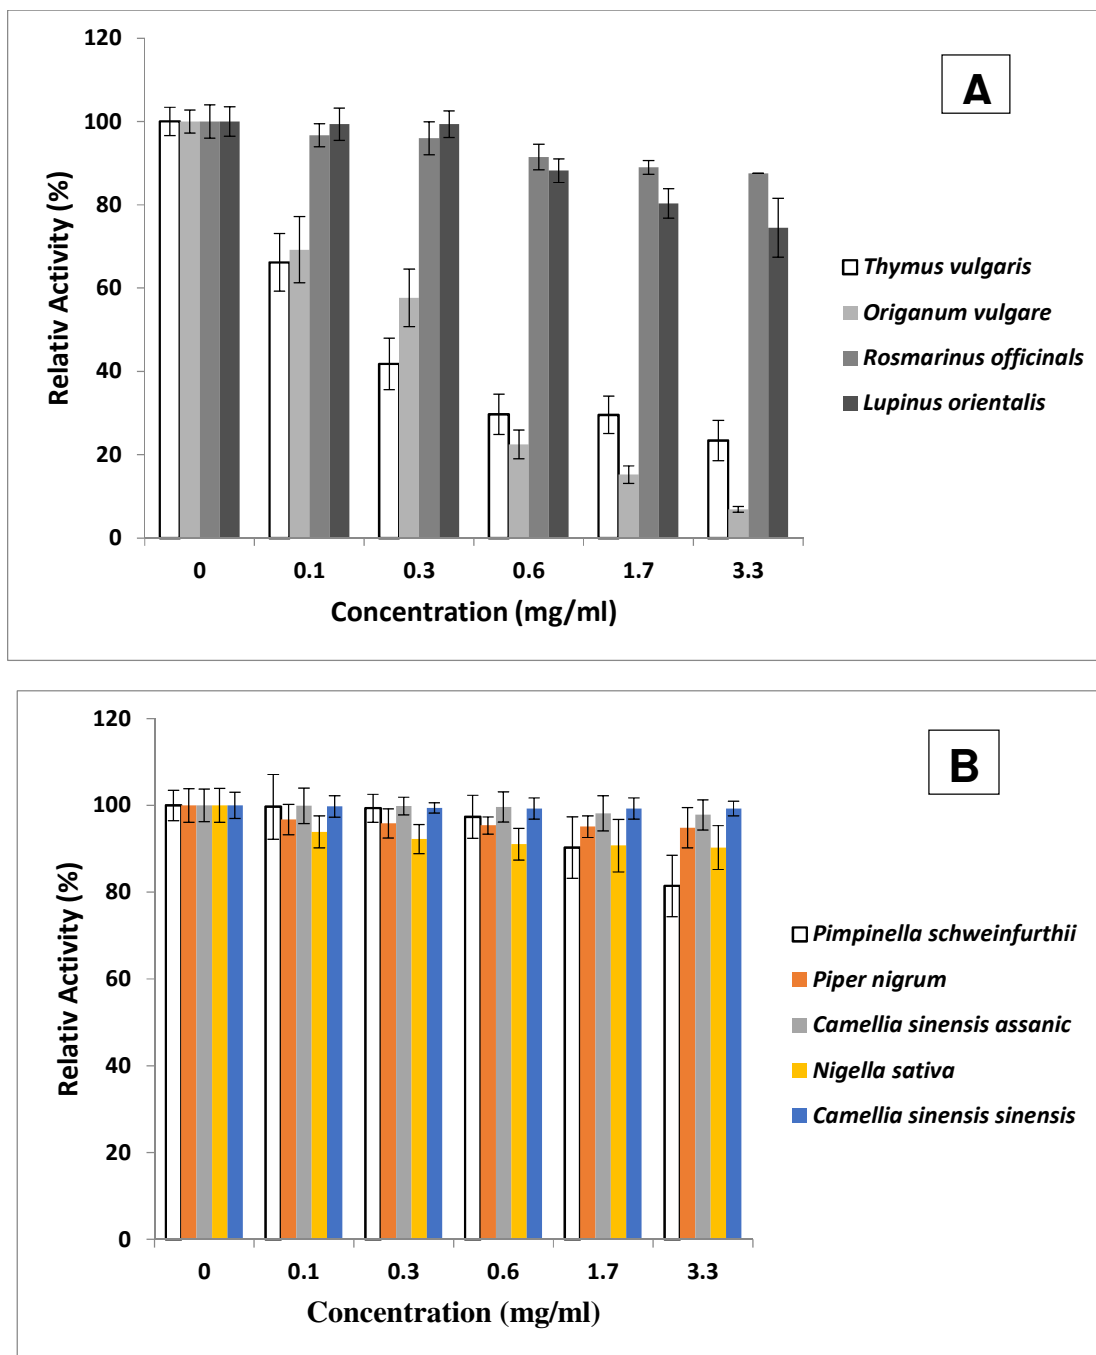 A
120
100
80
60
40
20
0
Relativ Activity (%)
0 0.1 0.3 0.6 1.7 3.3
Concentration (mg/ml)
Thymus vulgaris
Origanum vulgare
Rosmarinus officinals
Lupinus orientalis
B
120
100
80
60
40
20
0
Relativ Activity (%)
0 0.1 0.3 0.6 1.7 3.3
Concentration (mg/ml)
Pimpinella schweinfurthii
Piper nigrum
Camellia sinensis assanic
Nigella sativa
Camellia sinensis sinensis